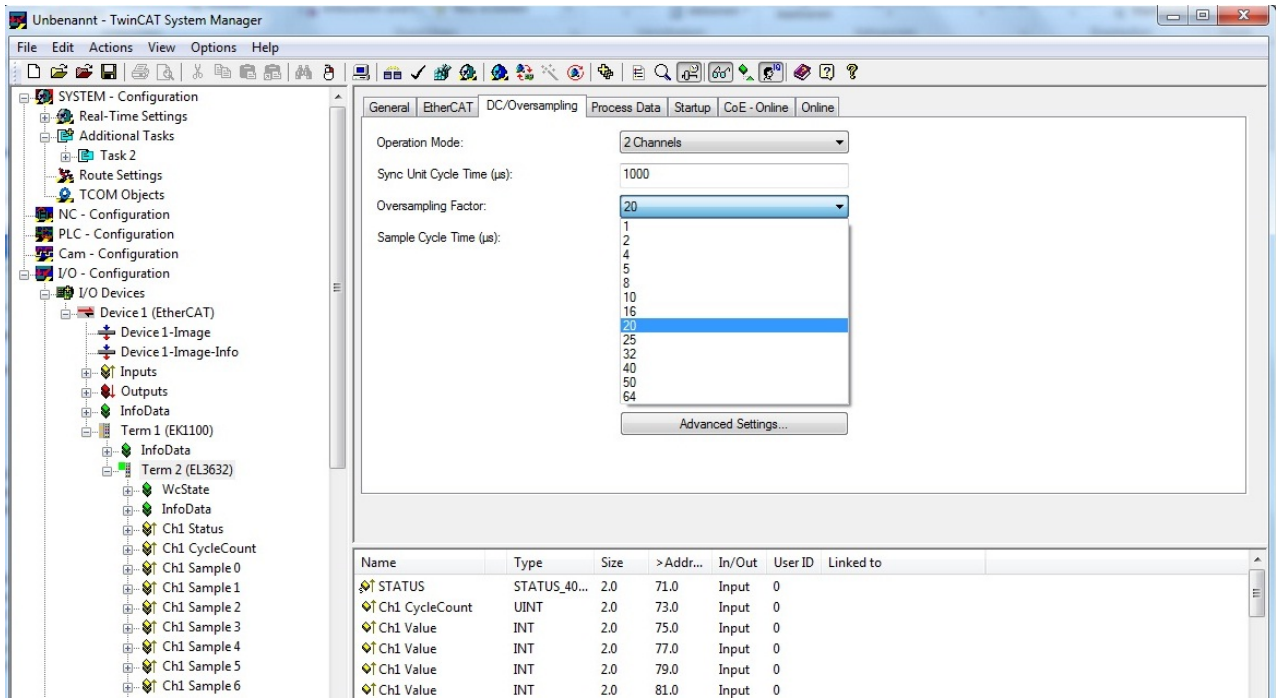 Unbenannt - TwinCAT System Manager
File Edit Actions View Options Help
SYSTEM - Configuration
Real-Time Settings
Additional Tasks
Task 2
Route Settings
TCOM Objects
NC - Configuration
PLC - Configuration
Cam - Configuration
I/O - Configuration
I/O Devices
Device 1 (EtherCAT)
Device 1-Image
Device 1-Image-Info
Inputs
Outputs
InfoData
Term 1 (EK1100)
InfoData
Term 2 (EL3632)
WcState
InfoData
Ch1 Status
Ch1 CycleCount
Ch1 Sample 0
Ch1 Sample 1
Ch1 Sample 2
Ch1 Sample 3
Ch1 Sample 4
Ch1 Sample 5
Ch1 Sample 6
General EtherCAT DC/Oversampling Process Data Startup CoE - Online Online
Operation Mode: 2 Channels
Sync Unit Cycle Time (µs): 1000
Oversampling Factor: 20
Sample Cycle Time (µs):
1
2
4
5
8
10
16
20
25
32
40
50
64
Advanced Settings...
Name Type Size >Addr... In/Out User ID Linked to
STATUS STATUS_40... 2.0 71.0 Input 0
Ch1 CycleCount UINT 2.0 73.0 Input 0
Ch1 Value INT 2.0 75.0 Input 0
Ch1 Value INT 2.0 77.0 Input 0
Ch1 Value INT 2.0 79.0 Input 0
Ch1 Value INT 2.0 81.0 Input 0